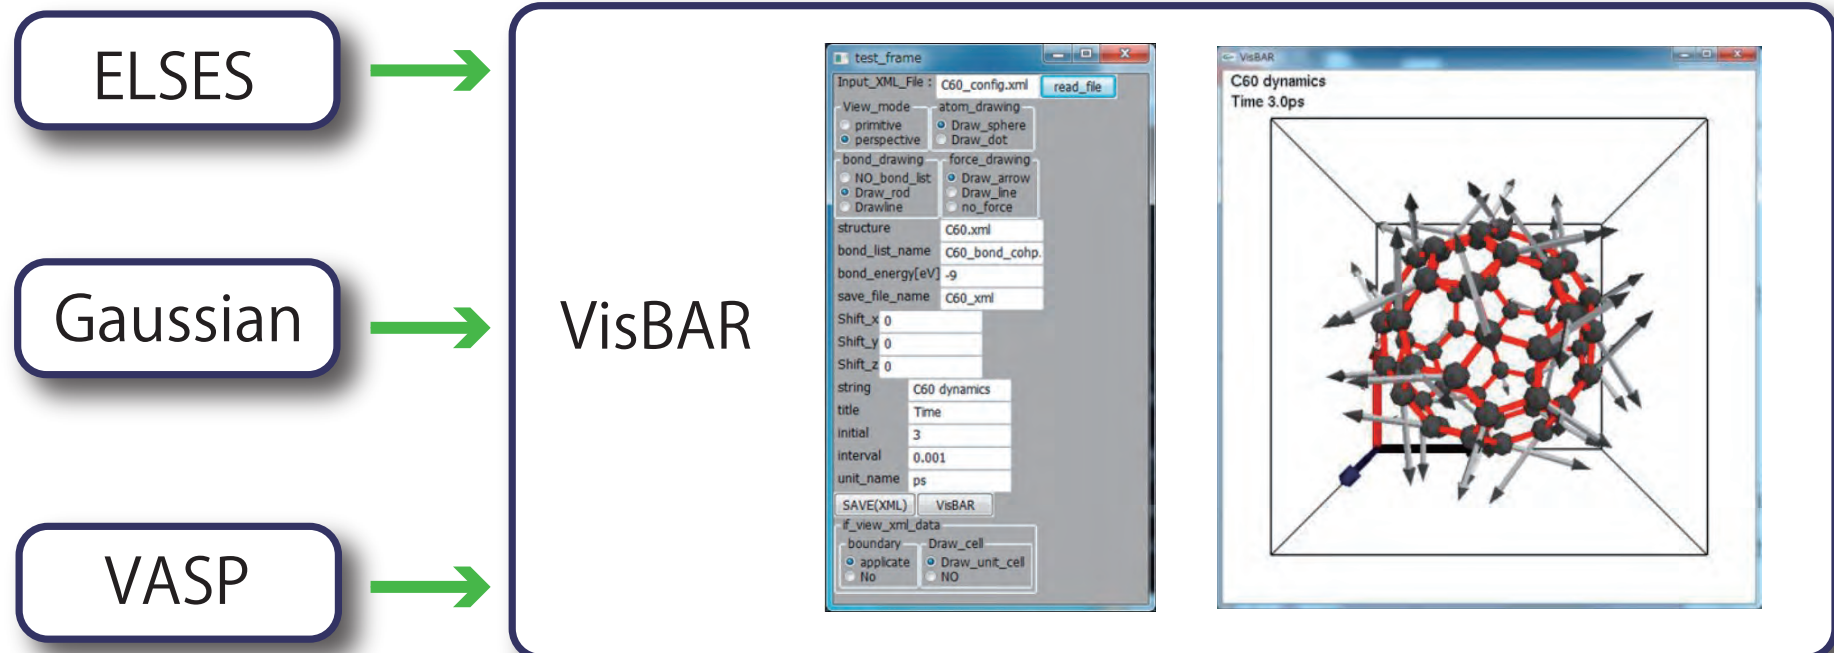 ELSES
Gaussian
VASP
VisBAR
test_frame
Input_XML_File : C60_config.xml read_file
View_mode atom_drawing
primitive Draw_sphere
perspective Draw_dot
bond_drawing force_drawing
NO_bond_list Draw_arrow
Draw_rod Draw_line
Drawline no_force
structure C60.xml
bond_list_name C60_bond_cohp.
bond_energy[eV] -9
save_file_name C60_xml
Shift_x 0
Shift_y 0
Shift_z 0
string C60 dynamics
title Time
initial 3
interval 0.001
unit_name ps
SAVE(XML) VisBAR
if_view_xml_data
boundary Draw_cell
applicate Draw_unit_cell
No NO
VisBAR
C60 dynamics
Time 3.0ps